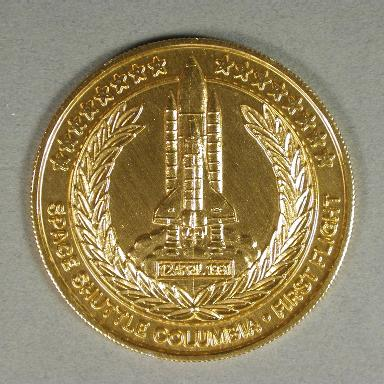 12 APRIL 1981
SPACE SHUTTLE COLUMBIA • FIRST FLIGHT